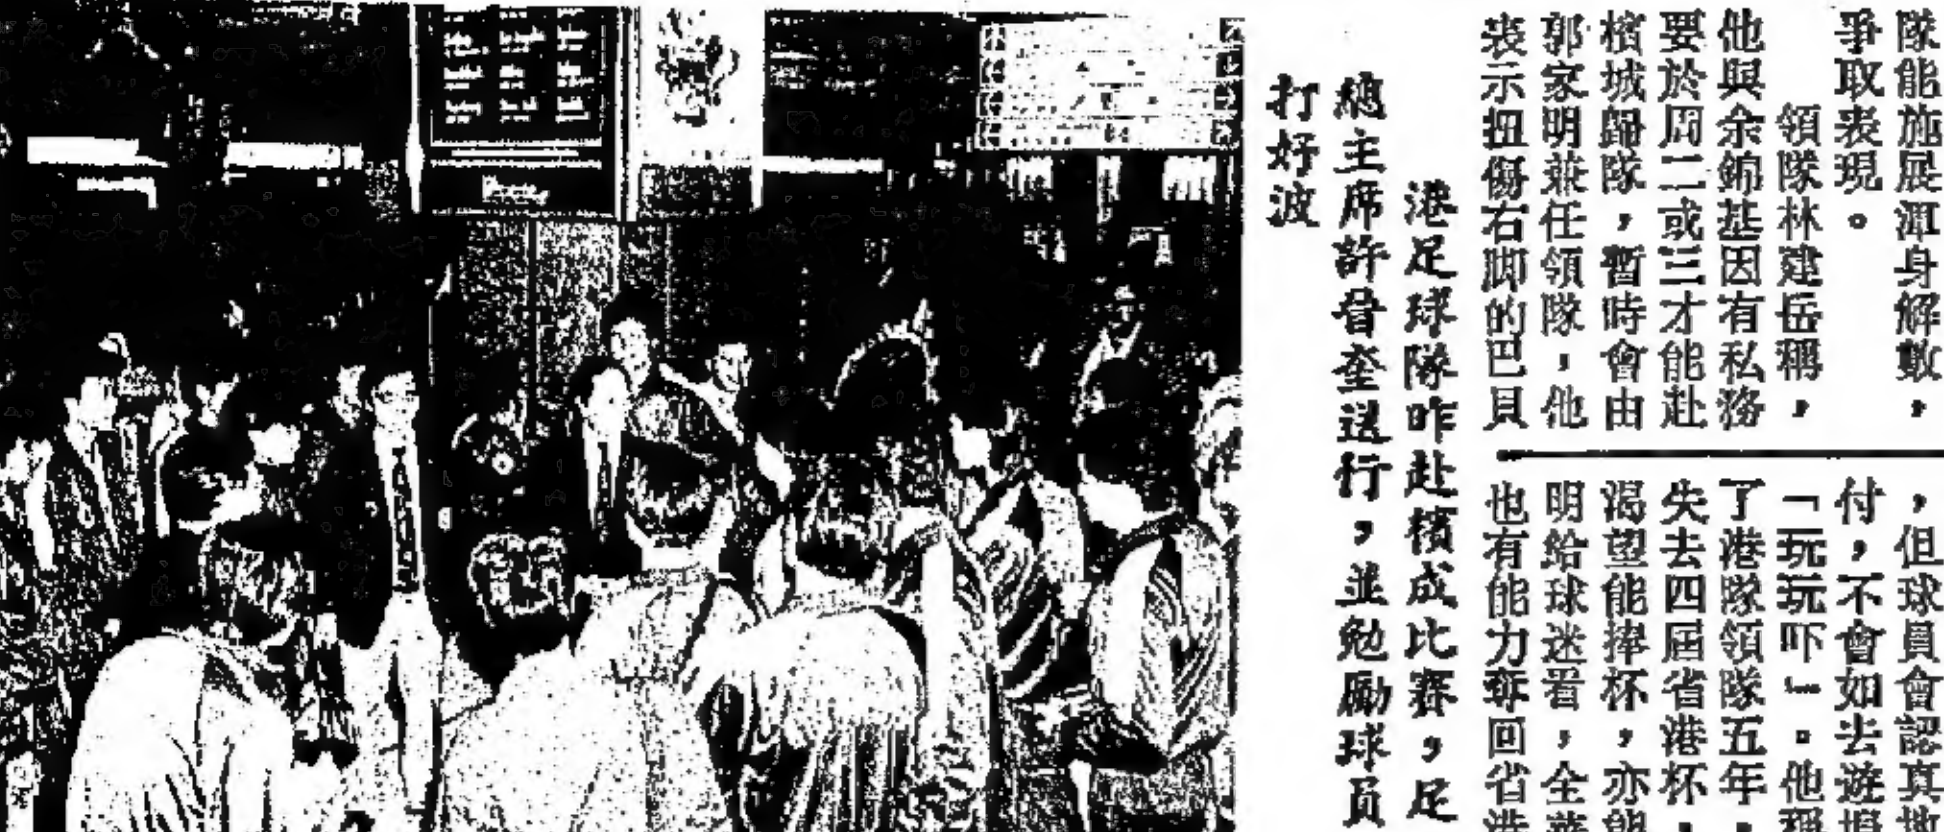 隊能施展渾身解數，
爭取表現。
領隊林建岳稱，
他與余錦基因有私務
要於周二或三才能赴
檳城歸隊，暫時會由
郭家明兼任領隊，他
表示扭傷右脚的巴貝
，但球員會認真
付，不會如去遊埠
「玩玩吓」。他稱
了港隊領隊五年，
失去四屆省港杯，
渴望能捧杯，亦能
明給球迷看，全華
也有能力奪回省港
港足球隊昨赴檳成比賽，足
總主席許晉奎送行，並勉勵球員
打好波